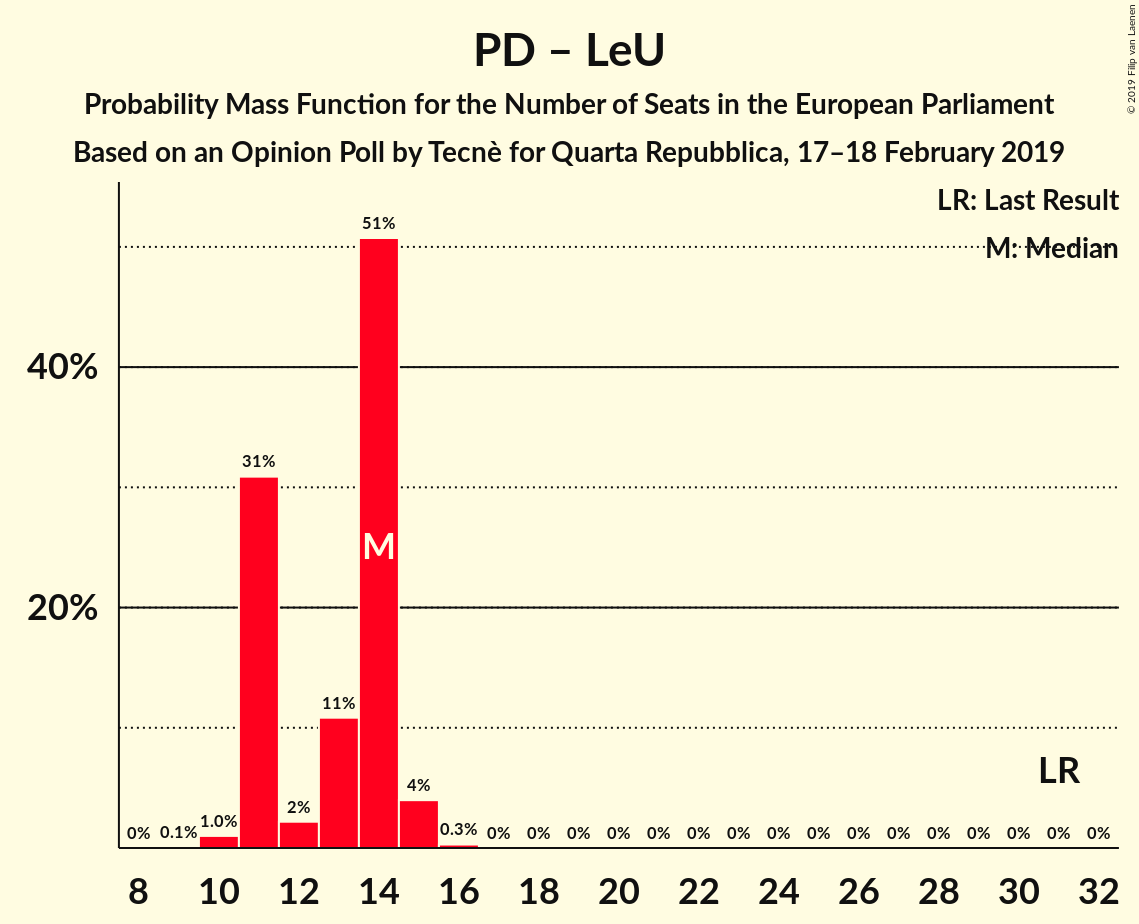 PD – LeU
Probability Mass Function for the Number of Seats in the European Parliament
Based on an Opinion Poll by Tecnè for Quarta Repubblica, 17–18 February 2019
© 2019 Filip van Laenen
LR: Last Result
M: Median
51%
40%
31%
M
20%
11%
LR
4%
0% 0.1% 1.0% 2% 0.3% 0% 0% 0% 0% 0% 0% 0% 0% 0% 0% 0% 0% 0% 0% 0% 0%
8 10 12 14 16 18 20 22 24 26 28 30 32